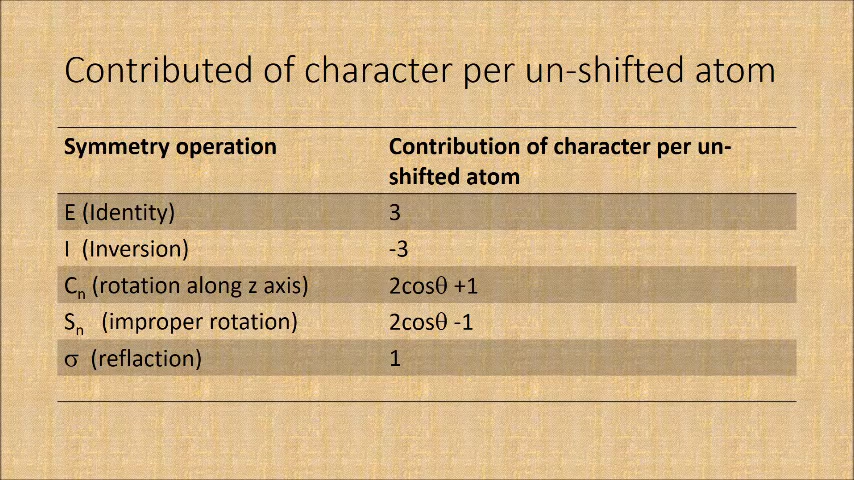 Contributed of character per un-shifted atom
Symmetry operation
Contribution of character per un-
shifted atom
E (Identity)
3
I (Inversion)
-3
Cn (rotation along z axis)
2cosθ +1
Sn (improper rotation)
2cosθ -1
σ (reflaction)
1